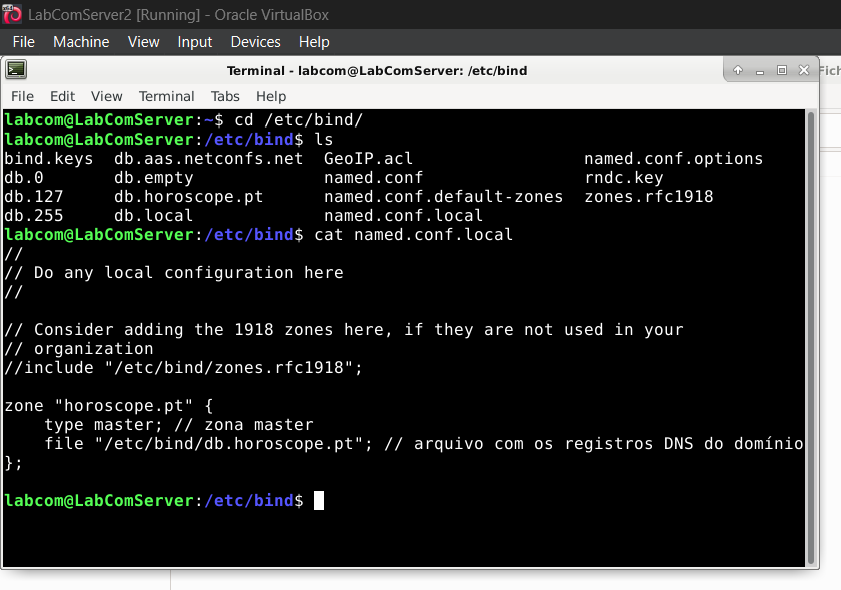 LabComServer2 [Running] - Oracle VirtualBox
File Machine View Input Devices Help
Terminal - labcom@LabComServer: /etc/bind
Fich
File Edit View Terminal Tabs Help
labcom@LabComServer:~$ cd /etc/bind/
labcom@LabComServer:/etc/bind$ ls
bind.keys db.aas.netconfs.net GeoIP.acl named.conf.options
db.0 db.empty named.conf rndc.key
db.127 db.horoscope.pt named.conf.default-zones zones.rfc1918
db.255 db.local named.conf.local
labcom@LabComServer:/etc/bind$ cat named.conf.local
//
// Do any local configuration here
//
// Consider adding the 1918 zones here, if they are not used in your
// organization
//include "/etc/bind/zones.rfc1918";
zone "horoscope.pt" {
type master; // zona master
file "/etc/bind/db.horoscope.pt"; // arquivo com os registros DNS do domínio
};
labcom@LabComServer:/etc/bind$